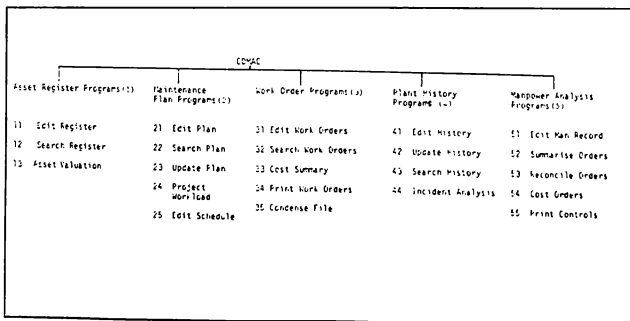 COMAC
Asset Register Programs(1)
Maintenance
Plan Programs(2)
Work Order Programs(3)
Plant History
Programs (4)
Manpower Analysis
Programs(5)
11 Edit Register
12 Search Register
13 Asset Valuation
21 Edit Plan
22 Search Plan
23 Update Plan
24 Project
Workload
25 Edit Schedule
31 Edit Work Orders
32 Search Work Orders
33 Cost Summary
34 Print Work Orders
35 Condense File
41 Edit History
42 Update History
43 Search History
44 Incident Analysis
51 Edit Man Record
52 Summarise Orders
53 Reconcile Orders
54 Cost Orders
55 Print Controls